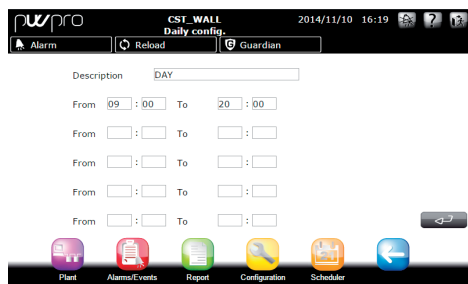 pwpro CST_WALL 2014/11/10 16:19 ?
Daily config.
Alarm Reload G Guardian
Description DAY
From 09 : 00 To 20 : 00
From : To :
From : To :
From : To :
From : To :
Plant Alarms/Events Report Configuration Scheduler